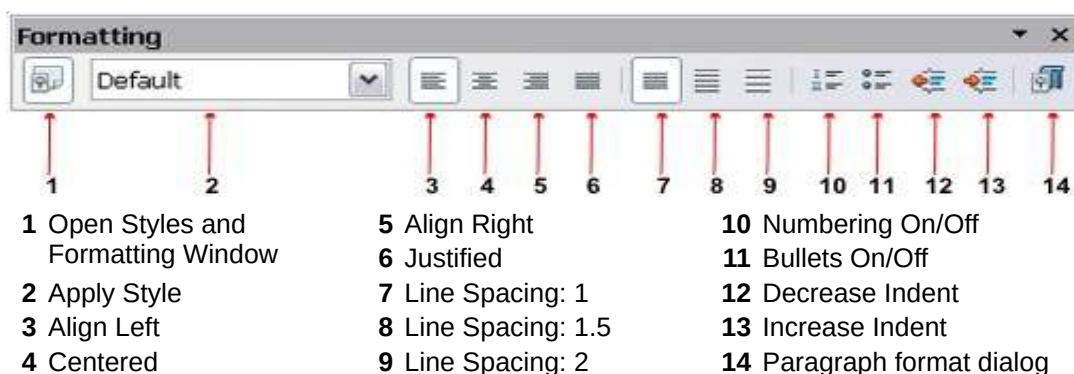 Formatting
Default
1 2 3 4 5 6 7 8 9 10 11 12 13 14
1 Open Styles and
Formatting Window
2 Apply Style
3 Align Left
4 Centered
5 Align Right
6 Justified
7 Line Spacing: 1
8 Line Spacing: 1.5
9 Line Spacing: 2
10 Numbering On/Off
11 Bullets On/Off
12 Decrease Indent
13 Increase Indent
14 Paragraph format dialog